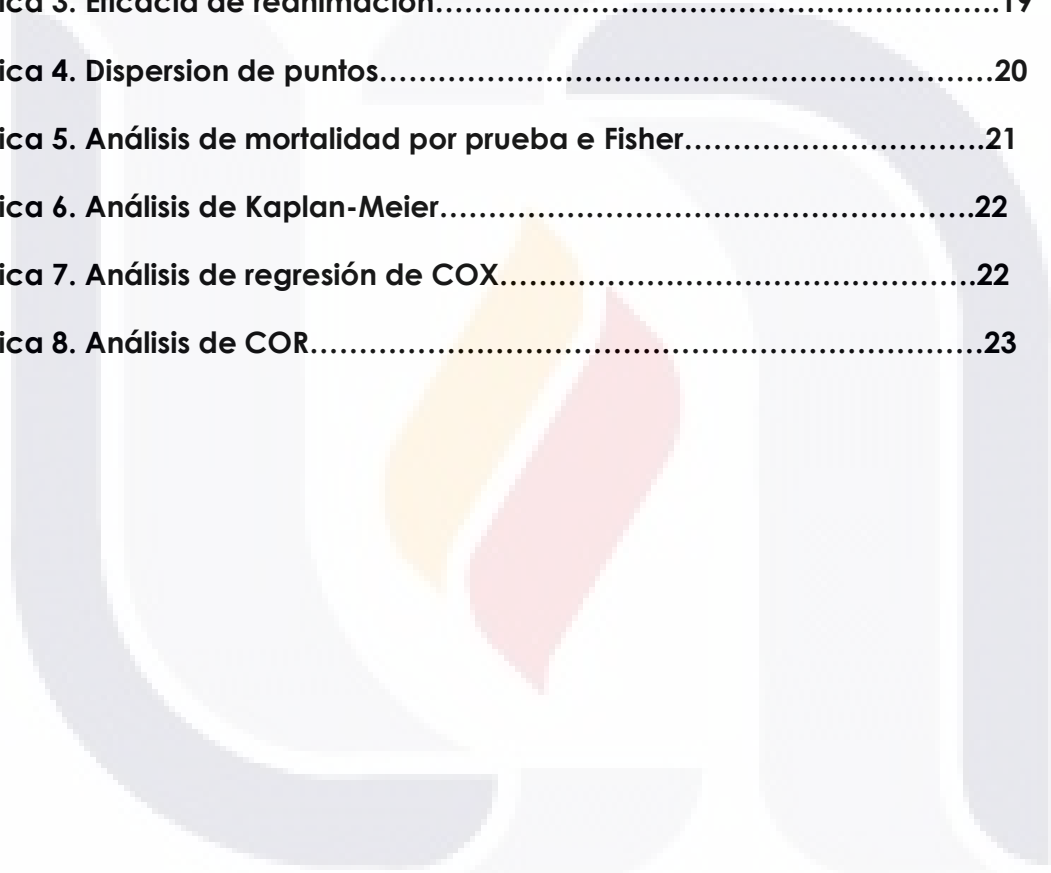 ica 3. Eficacia de reanimación……………………………………………………………19
ica 4. Dispersion de puntos………………………………………………………………20
ica 5. Análisis de mortalidad por prueba e Fisher………………………….21
ica 6. Análisis de Kaplan-Meier…………………………………………………….22
ica 7. Análisis de regresión de COX……………………………………………….22
ica 8. Análisis de COR……………………………………………………………………….23